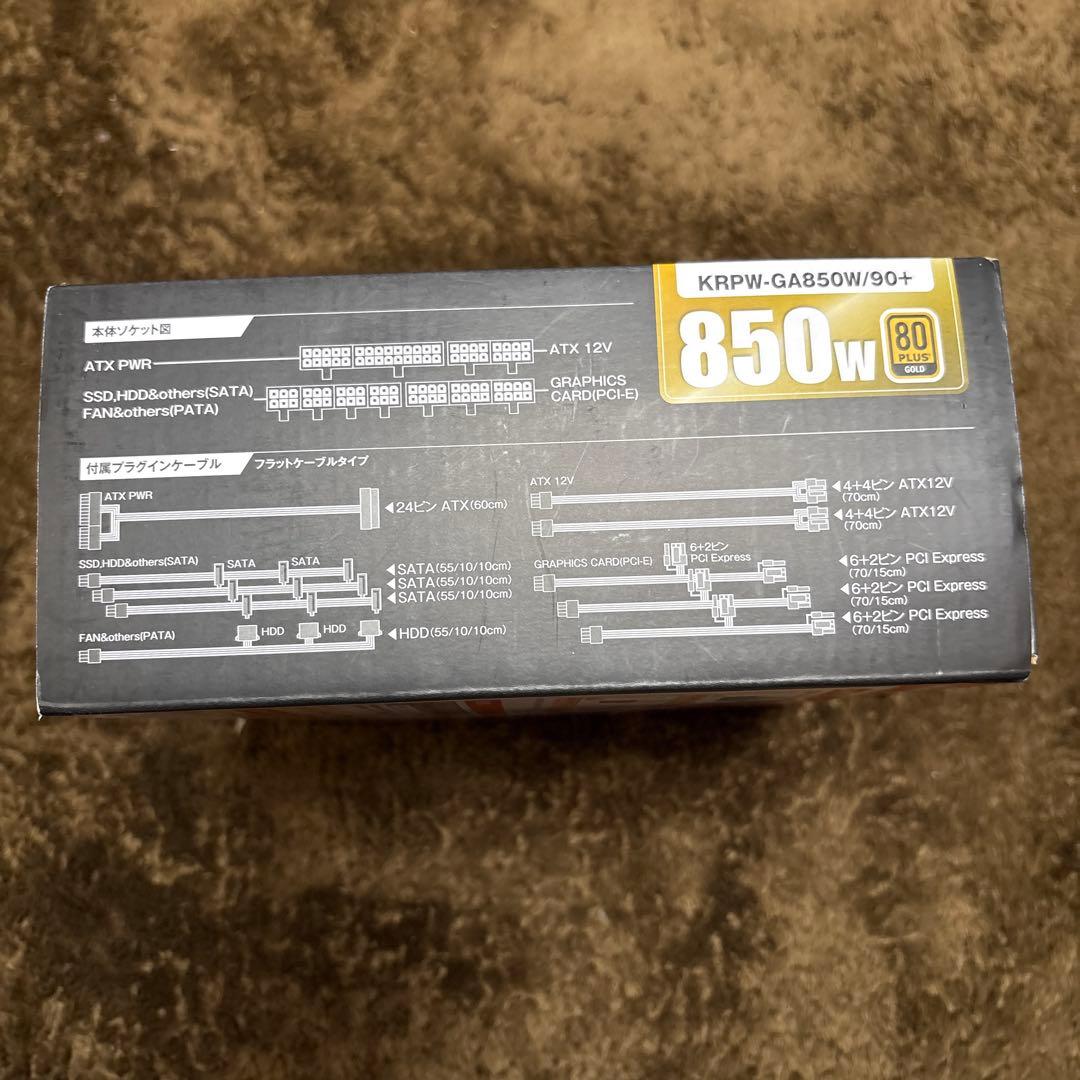 KRPW-GA850W/90+
850W
80
PLUS
GOLD
本体ソケット図
ATX PWR
ATX 12V
SSD,HDD&others(SATA)
FAN&others(PATA)
GRAPHICS
CARD(PCI-E)
付属プラグインケーブル
フラットケーブルタイプ
ATX PWR
24ピン ATX(60cm)
SSD,HDD&others(SATA)
SATA
SATA
SATA(55/10/10cm)
SATA(55/10/10cm)
SATA(55/10/10cm)
FAN&others(PATA)
HDD
HDD
HDD(55/10/10cm)
ATX 12V
4+4ピン ATX12V
(70cm)
4+4ピン ATX12V
(70cm)
GRAPHICS CARD(PCI-E)
6+2ピン
PCI Express
6+2ピン PCI Express
(70/15cm)
6+2ピン PCI Express
(70/15cm)
6+2ピン PCI Express
(70/15cm)